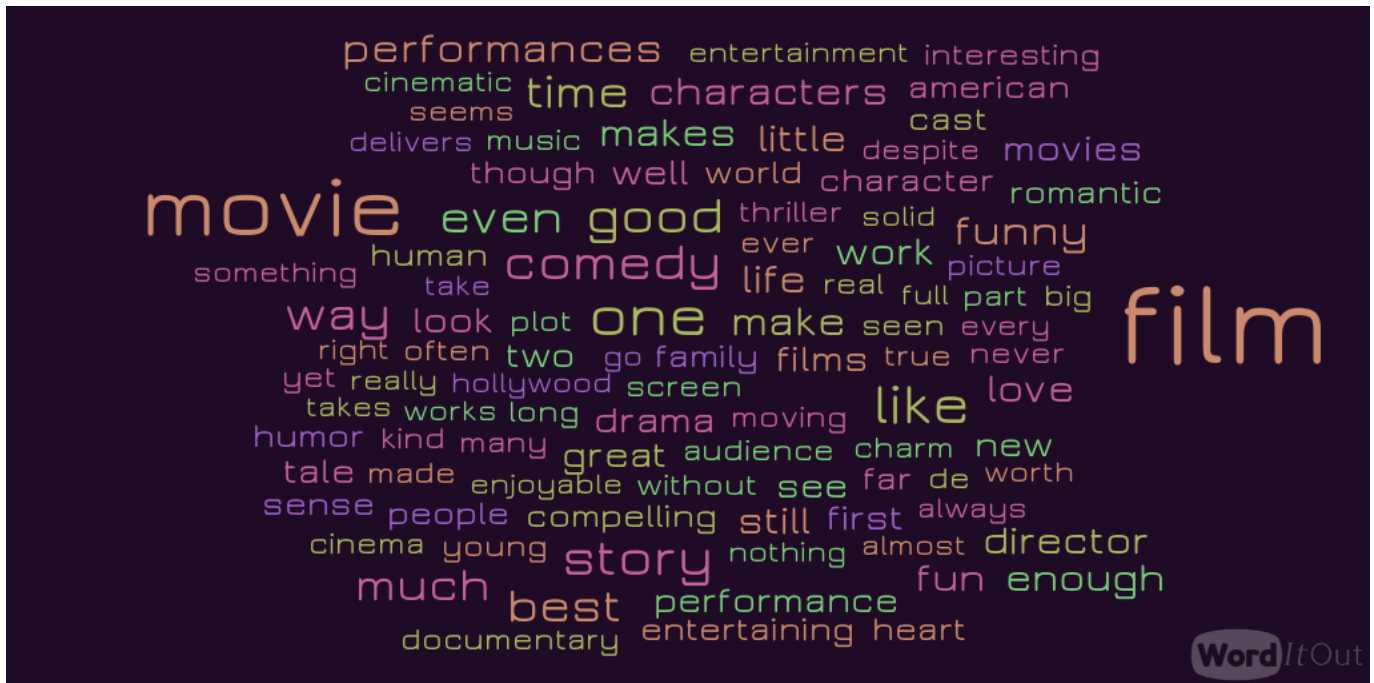 performances entertainment interesting
cinematic time characters american
seems cast
delivers music makes little despite movies
though well world character romantic
movie even good thriller solid funny
human comedy ever work picture
something take life real full part big
way look plot one make seen every film
right often two go family films true never
yet really hollywood screen like love
takes works long drama moving
humor kind many great audience charm new
tale made enjoyable without see far de worth
sense people compelling still first always
cinema young story nothing almost director
much best performance fun enough
documentary entertaining heart
WordItOut